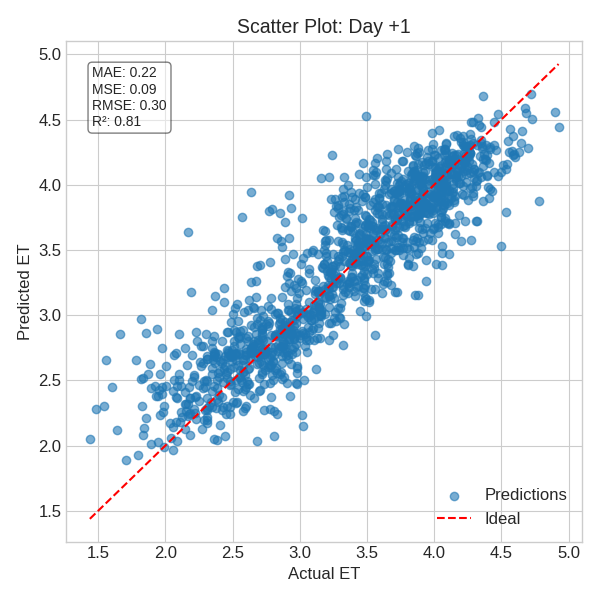 Scatter Plot: Day +1
MAE: 0.22
MSE: 0.09
RMSE: 0.30
R²: 0.81
5.0
4.5
4.0
3.5
3.0
2.5
2.0
1.5
Predicted ET
Predictions
Ideal
1.5 2.0 2.5 3.0 3.5 4.0 4.5 5.0
Actual ET